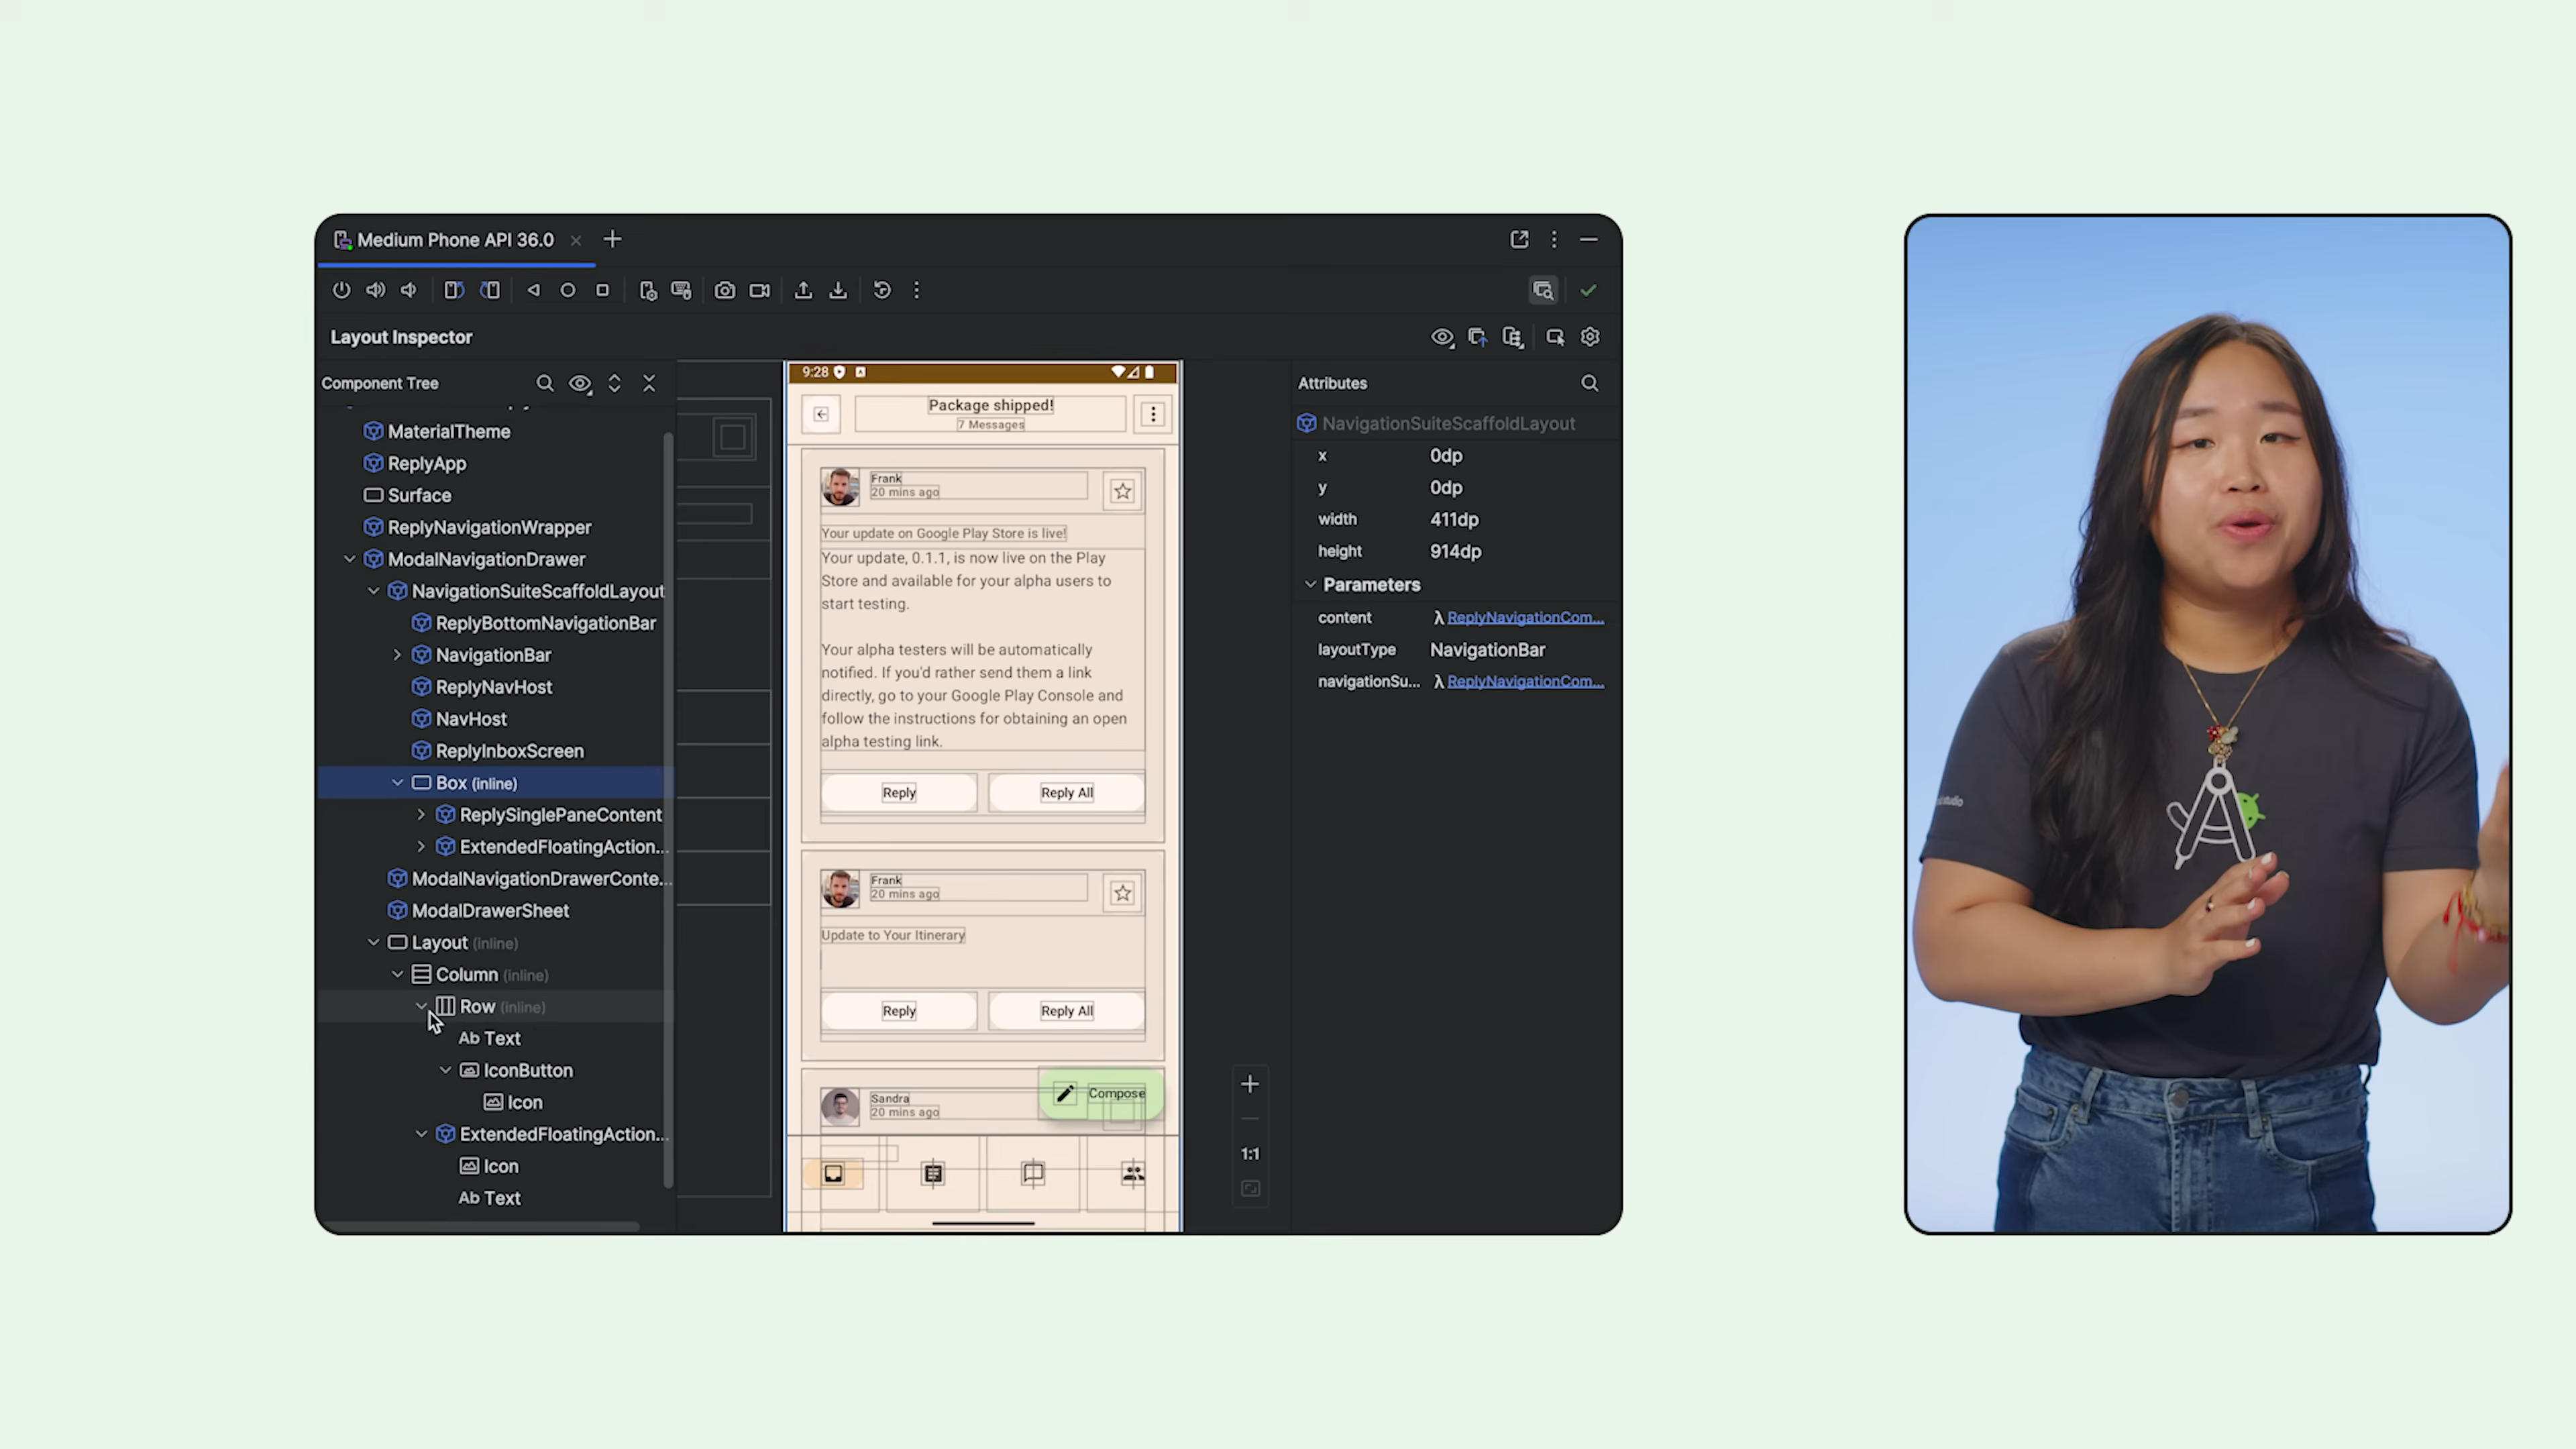 Medium Phone API 36.0
Layout Inspector
Component Tree
MaterialTheme
ReplyApp
Surface
ReplyNavigationWrapper
ModalNavigationDrawer
NavigationSuiteScaffoldLayout
ReplyBottomNavigationBar
NavigationBar
ReplyNavHost
NavHost
ReplyInboxScreen
Box (inline)
ReplySinglePaneContent
ExtendedFloatingAction...
ModalNavigationDrawerConte...
ModalDrawerSheet
Layout (inline)
Column (inline)
Row (inline)
Ab Text
IconButton
Icon
ExtendedFloatingAction...
Icon
Ab Text
9:28
Package shipped!
7 Messages
Frank
20 mins ago
Your update on Google Play Store is live!
Your update, 0.1.1, is now live on the Play
Store and available for your alpha users to
start testing.
Your alpha testers will be automatically
notified. If you'd rather send them a link
directly, go to your Google Play Console and
follow the instructions for obtaining an open
alpha testing link.
Reply
Reply All
Frank
20 mins ago
Update to Your Itinerary
Reply
Reply All
Sandra
20 mins ago
Compose
1:1
Attributes
NavigationSuiteScaffoldLayout
x 0dp
y 0dp
width 411dp
height 914dp
Parameters
content λ ReplyNavigationCom...
layoutType NavigationBar
navigationSu... λ ReplyNavigationCom...
studio